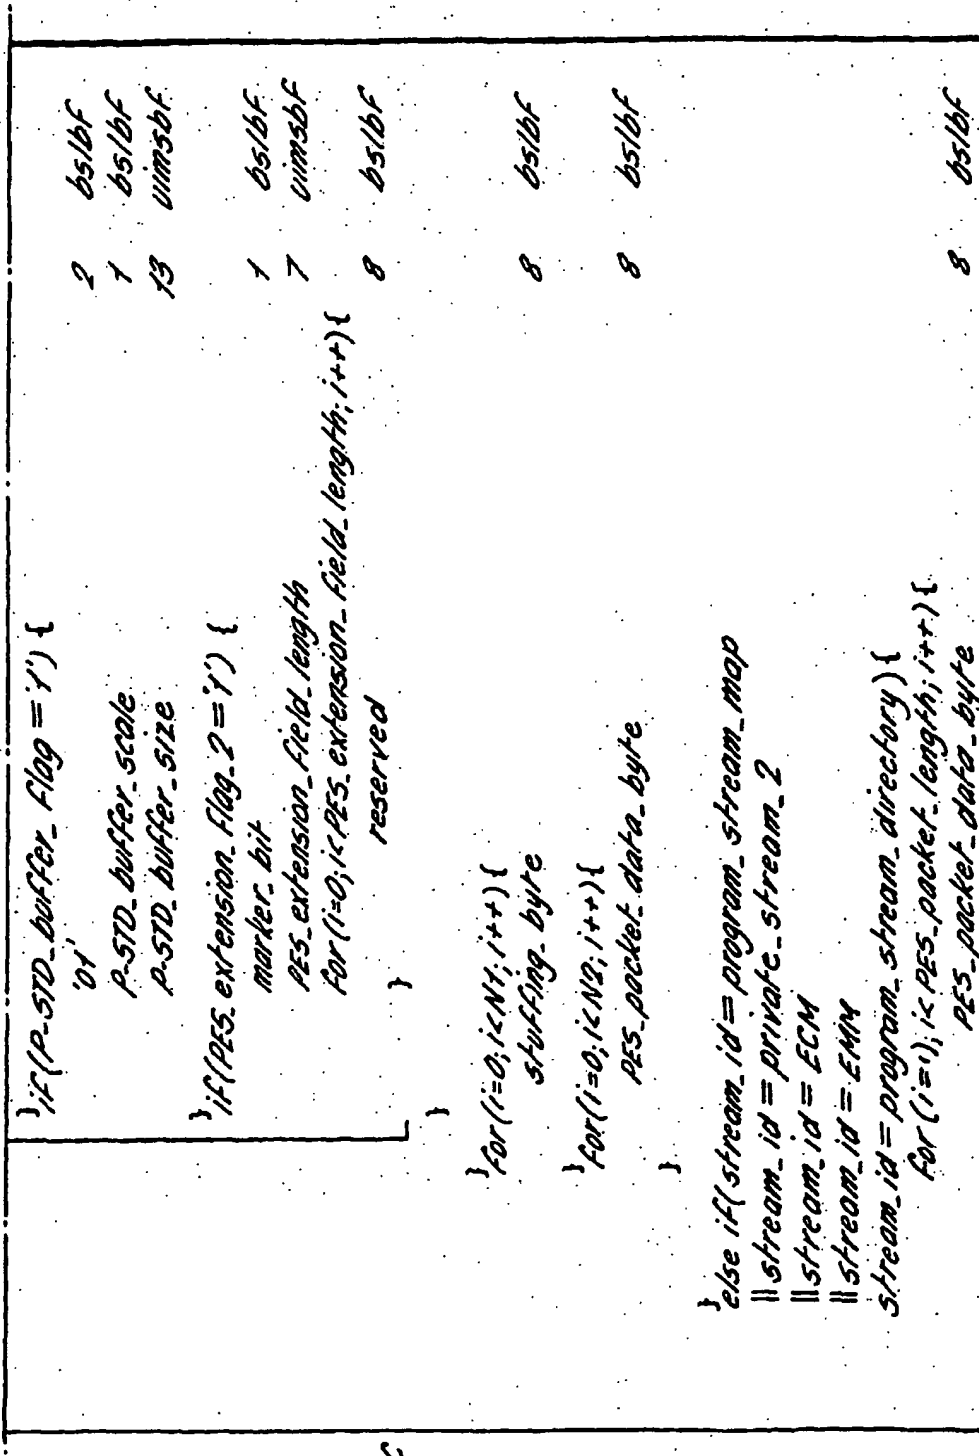 }
if(P-STD_buffer_flag=='1') {
'01' 2 bslbf
P-STD_buffer_scale 1 bslbf
P-STD_buffer_size 13 uimsbf
}
if(PES_extension_flag_2=='1') {
marker_bit 1 bslbf
PES_extension_field_length 7 uimsbf
for(i=0;i<PES_extension_field_length;i++){
reserved 8 bslbf
}
}
}
for(i=0;i<N1;i++){
stuffing_byte 8 bslbf
}
for(i=0;i<N2;i++){
PES_packet_data_byte 8 bslbf
}
}
else if(stream_id=program_stream_map
||stream_id=private_stream_2
||stream_id=ECM
||stream_id=EMM
stream_id=program_stream_directory){
for(i='1);i<PES_packet_length;i++){
PES_packet_data_byte 8 bslbf